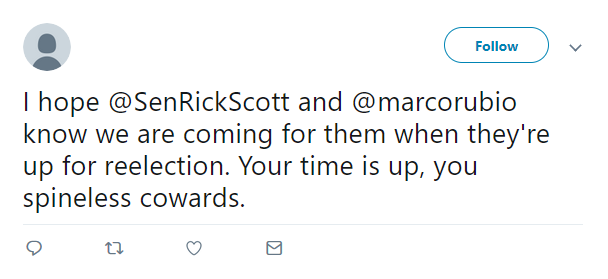 Follow
I hope @SenRickScott and @marcorubio
know we are coming for them when they're
up for reelection. Your time is up, you
spineless cowards.